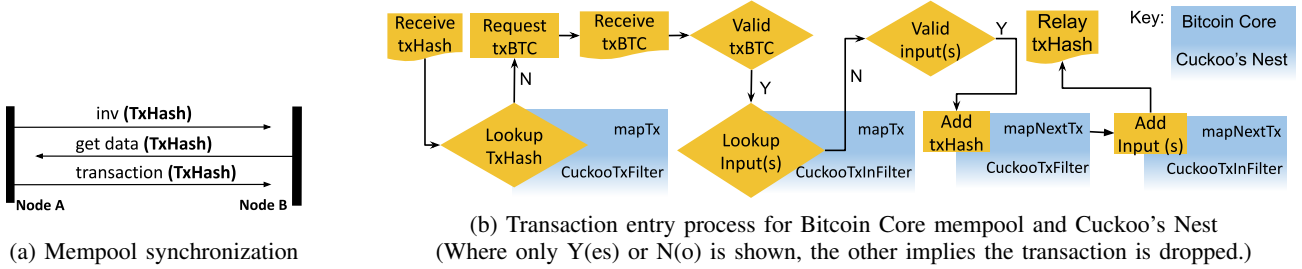 inv (TxHash)
get data (TxHash)
transaction (TxHash)
Node A
Node B
(a) Mempool synchronization
Receive
txHash
Request
txBTC
Receive
txBTC
Valid
txBTC
Valid
input(s)
Y
Relay
txHash
Key:
Bitcoin Core
Cuckoo's Nest
N
Y
N
Lookup
TxHash
mapTx
CuckooTxFilter
Lookup
Input(s)
mapTx
CuckooTxInFilter
Add
txHash
mapNextTx
CuckooTxFilter
Add
Input (s)
mapNextTx
CuckooTxInFilter
(b) Transaction entry process for Bitcoin Core mempool and Cuckoo's Nest
(Where only Y(es) or N(o) is shown, the other implies the transaction is dropped.)